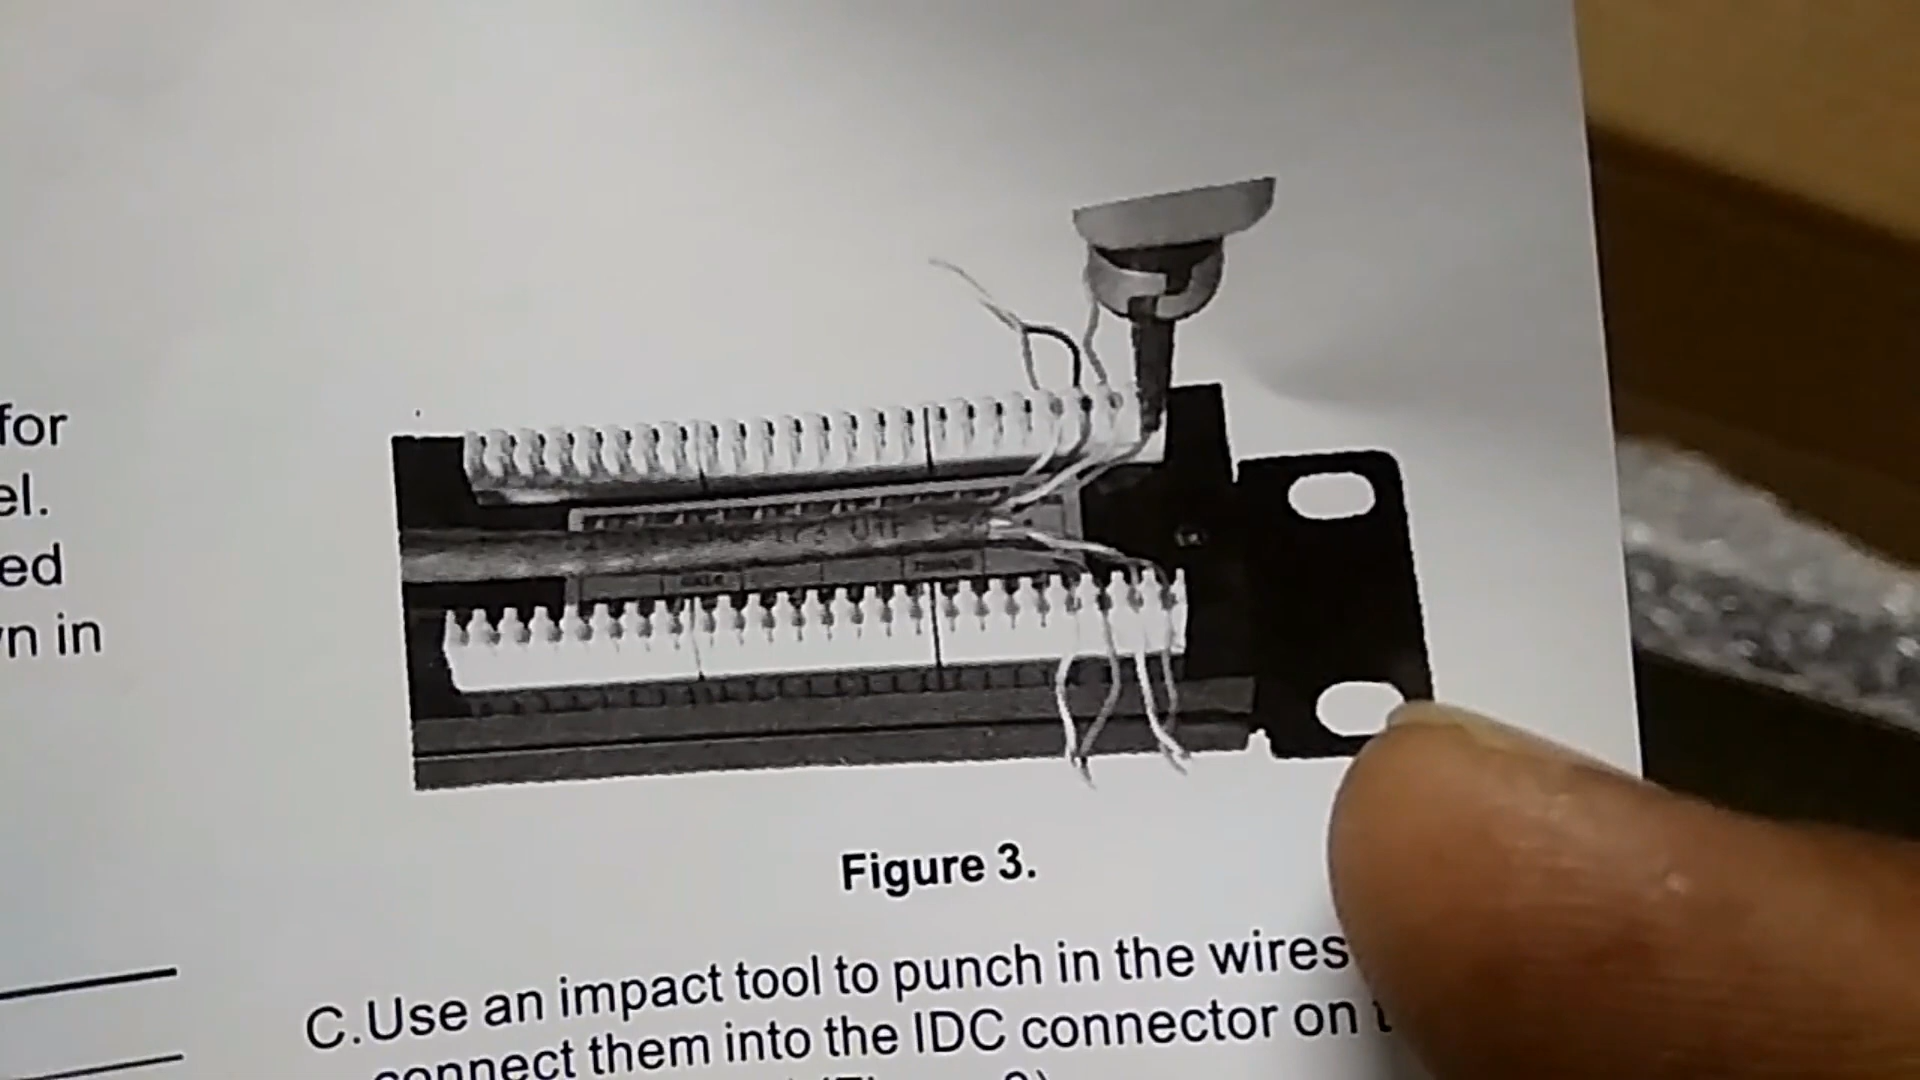 for
el.
ed
n in
Figure 3.
C.Use an impact tool to punch in the wires
connect them into the IDC connector on t